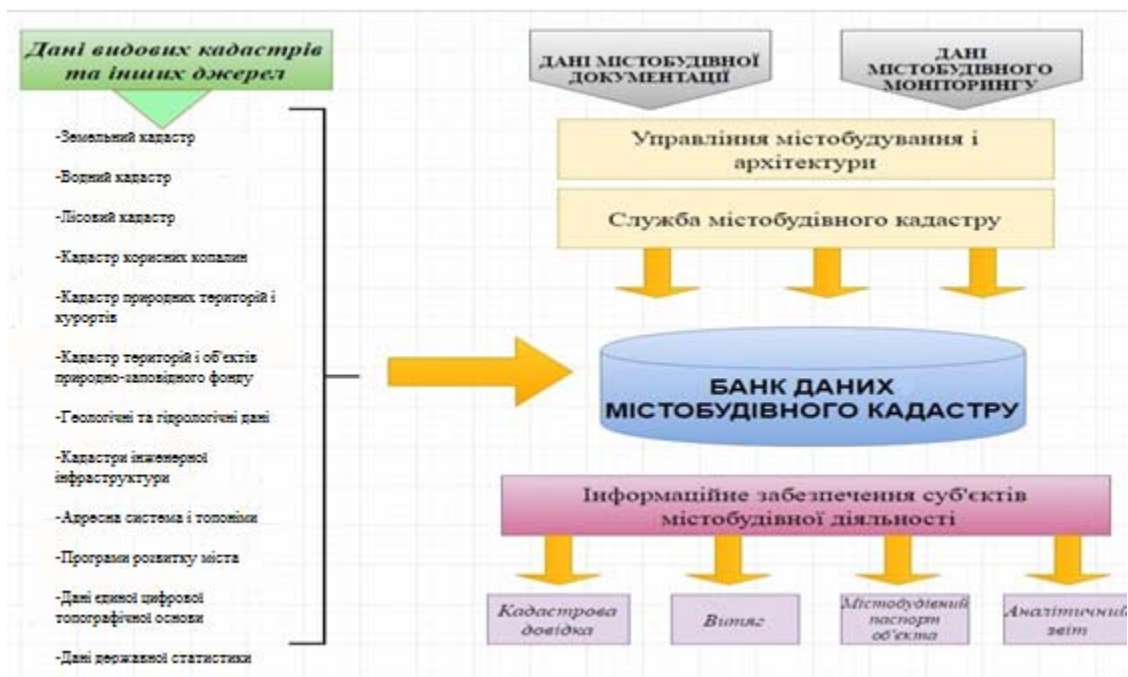 Дані видових кадастрів
та інших джерел
-Земельний кадастр
-Водний кадастр
-Лісовий кадастр
-Кадастр корисних копалин
-Кадастр природних територій і
курортів
-Кадастр територій і об'єктів
природно-заповідного фонду
-Геологічні та гідрологічні дані
-Кадастри інженерної
інфраструктури
-Адресна система і топоніми
-Програми розвитку міста
-Дані єдиної цифрової
топографічної основи
-Дані державної статистики
ДАНІ МІСТОБУДІВНОЇ
ДОКУМЕНТАЦІЇ
ДАНІ
МІСТОБУДІВНОГО
МОНІТОРИНГУ
Управління містобудування і
архітектури
Служба містобудівного кадастру
БАНК ДАНИХ
МІСТОБУДІВНОГО КАДАСТРУ
Інформаційне забезпечення суб'єктів
містобудівної діяльності
Кадастрова
довідка
Витяг
Містобудівний
паспорт
об'єкта
Аналітичний
звіт